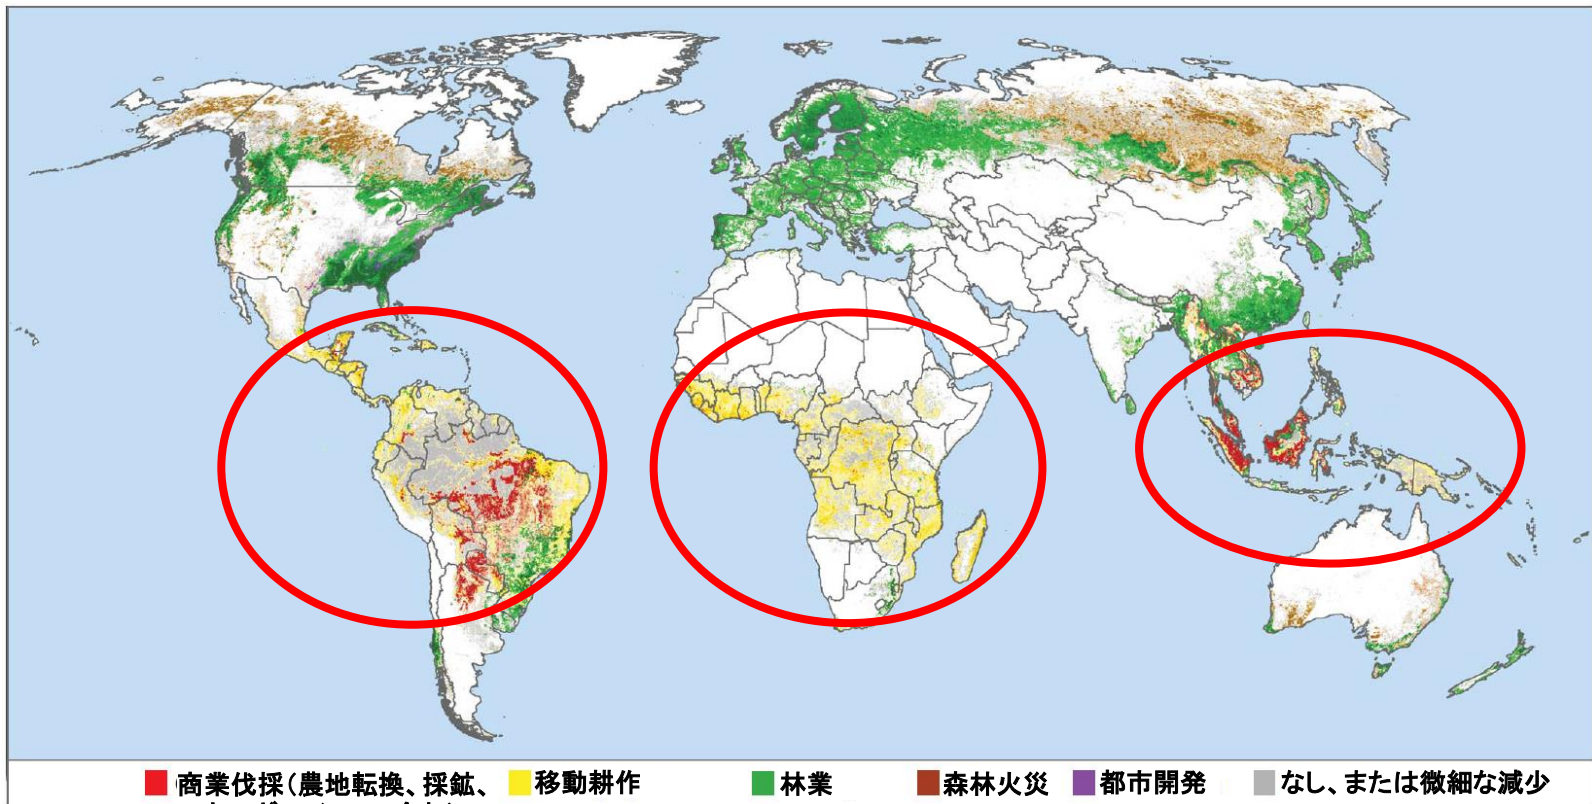 商業伐採（農地転換、採鉱、
移動耕作
林業
森林火災
都市開発
なし、または微細な減少